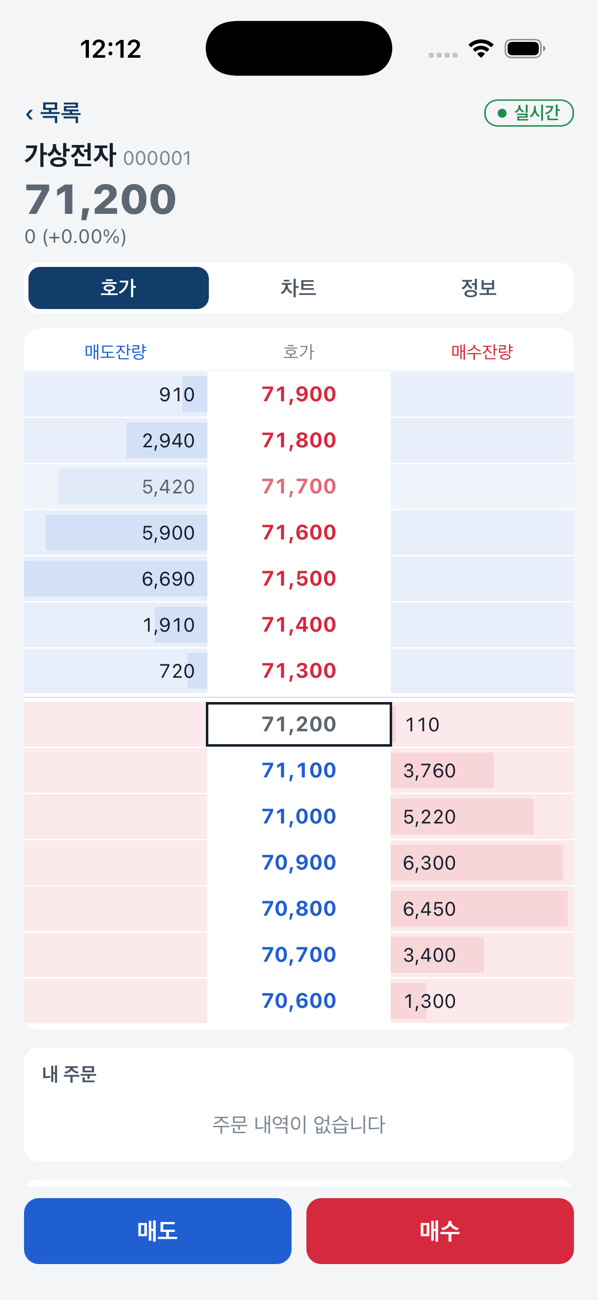 12:12
‹ 목록
실시간
가상전자 000001
71,200
0 (+0.00%)
호가 차트 정보
매도잔량 호가 매수잔량
910 71,900
2,940 71,800
5,420 71,700
5,900 71,600
6,690 71,500
1,910 71,400
720 71,300
71,200 110
71,100 3,760
71,000 5,220
70,900 6,300
70,800 6,450
70,700 3,400
70,600 1,300
내 주문
주문 내역이 없습니다
매도 매수